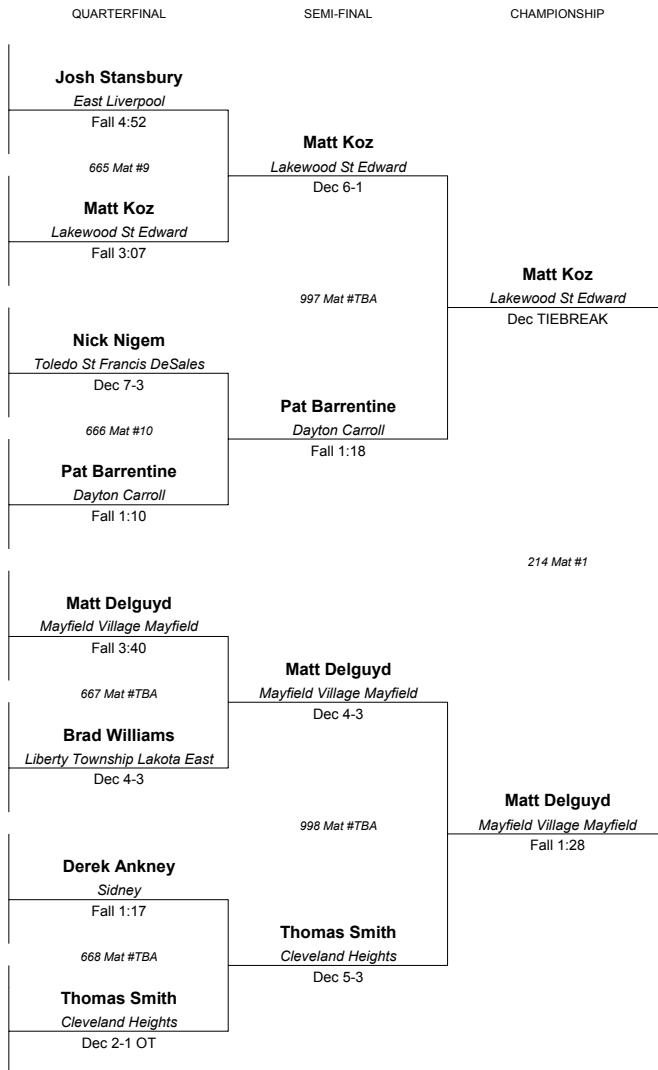 QUARTERFINAL
SEMI-FINAL
CHAMPIONSHIP
Josh Stansbury
East Liverpool
Fall 4:52
665 Mat #9
Matt Koz
Lakewood St Edward
Fall 3:07
Matt Koz
Lakewood St Edward
Dec 6-1
Nick Nigem
Toledo St Francis DeSales
Dec 7-3
666 Mat #10
Pat Barrentine
Dayton Carroll
Fall 1:10
997 Mat #TBA
Pat Barrentine
Dayton Carroll
Fall 1:18
Matt Koz
Lakewood St Edward
Dec TIEBREAK
214 Mat #1
Matt Delguyd
Mayfield Village Mayfield
Fall 3:40
667 Mat #TBA
Brad Williams
Liberty Township Lakota East
Dec 4-3
Matt Delguyd
Mayfield Village Mayfield
Dec 4-3
Derek Ankney
Sidney
Fall 1:17
668 Mat #TBA
Thomas Smith
Cleveland Heights
Dec 2-1 OT
998 Mat #TBA
Thomas Smith
Cleveland Heights
Dec 5-3
Matt Delguyd
Mayfield Village Mayfield
Fall 1:28